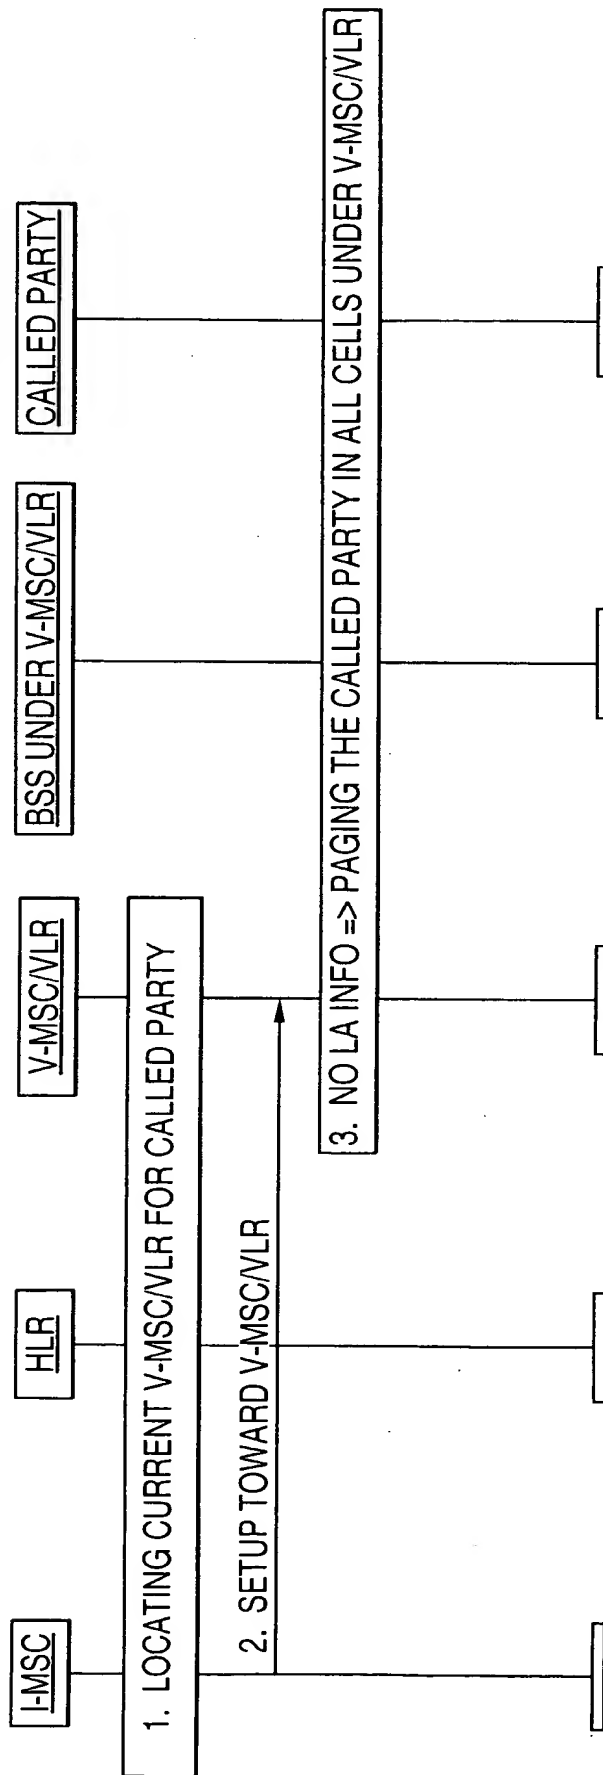 I-MSC
HLR
V-MSC/VLR
BSS UNDER V-MSC/VLR
CALLED PARTY
1. LOCATING CURRENT V-MSC/VLR FOR CALLED PARTY
2. SETUP TOWARD V-MSC/VLR
3. NO LA INFO => PAGING THE CALLED PARTY IN ALL CELLS UNDER V-MSC/VLR